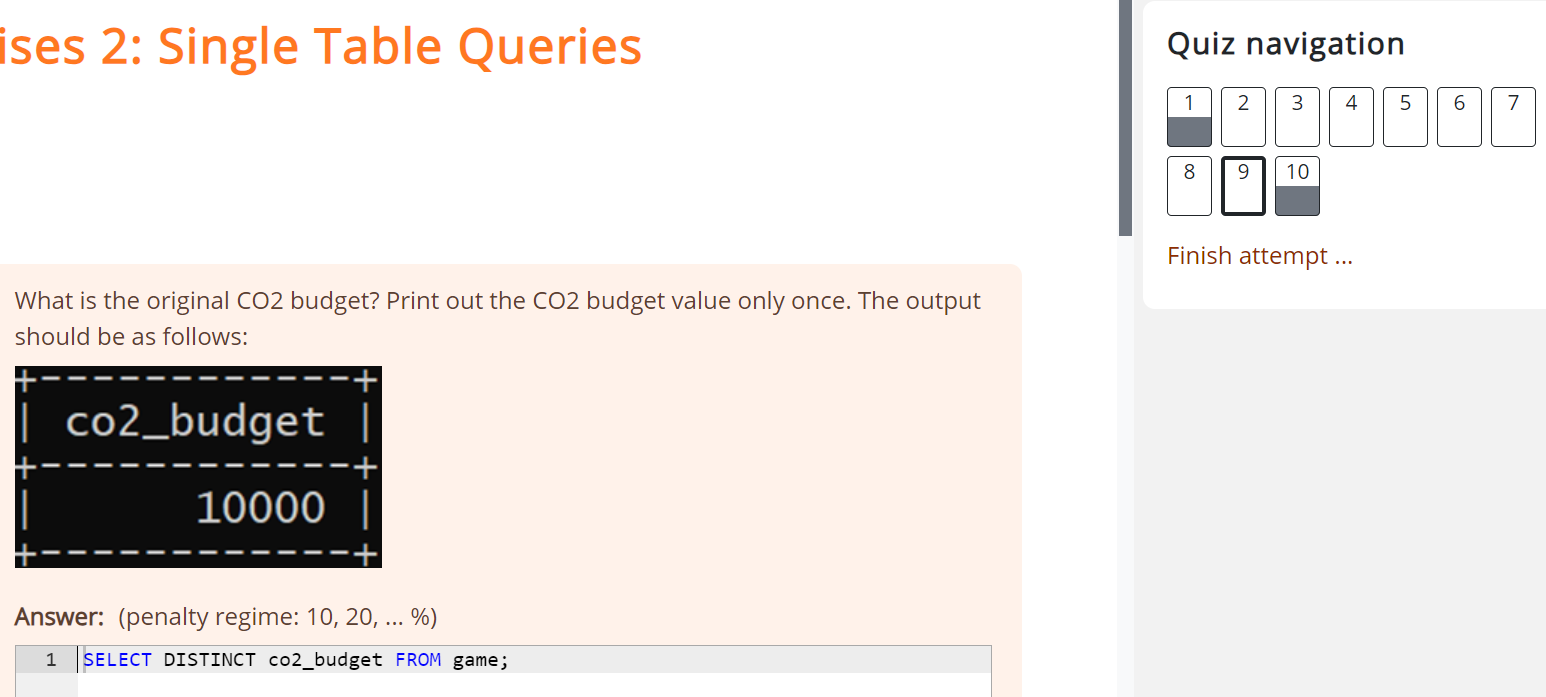 ises 2: Single Table Queries
Quiz navigation
1 2 3 4 5 6 7
8 9 10
Finish attempt ...
What is the original CO2 budget? Print out the CO2 budget value only once. The output
should be as follows:
+------------+
| co2_budget |
+------------+
| 10000 |
+------------+
Answer: (penalty regime: 10, 20, ... %)
1 SELECT DISTINCT co2_budget FROM game;